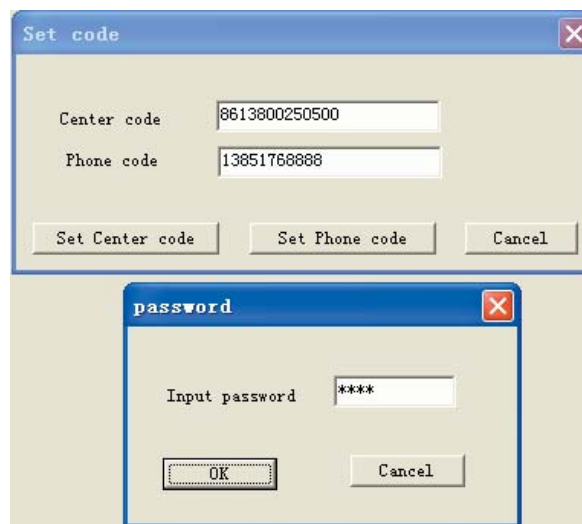 Set code
Center code 8613800250500
Phone code 13851768888
Set Center code Set Phone code Cancel
password
Input password ****
OK Cancel